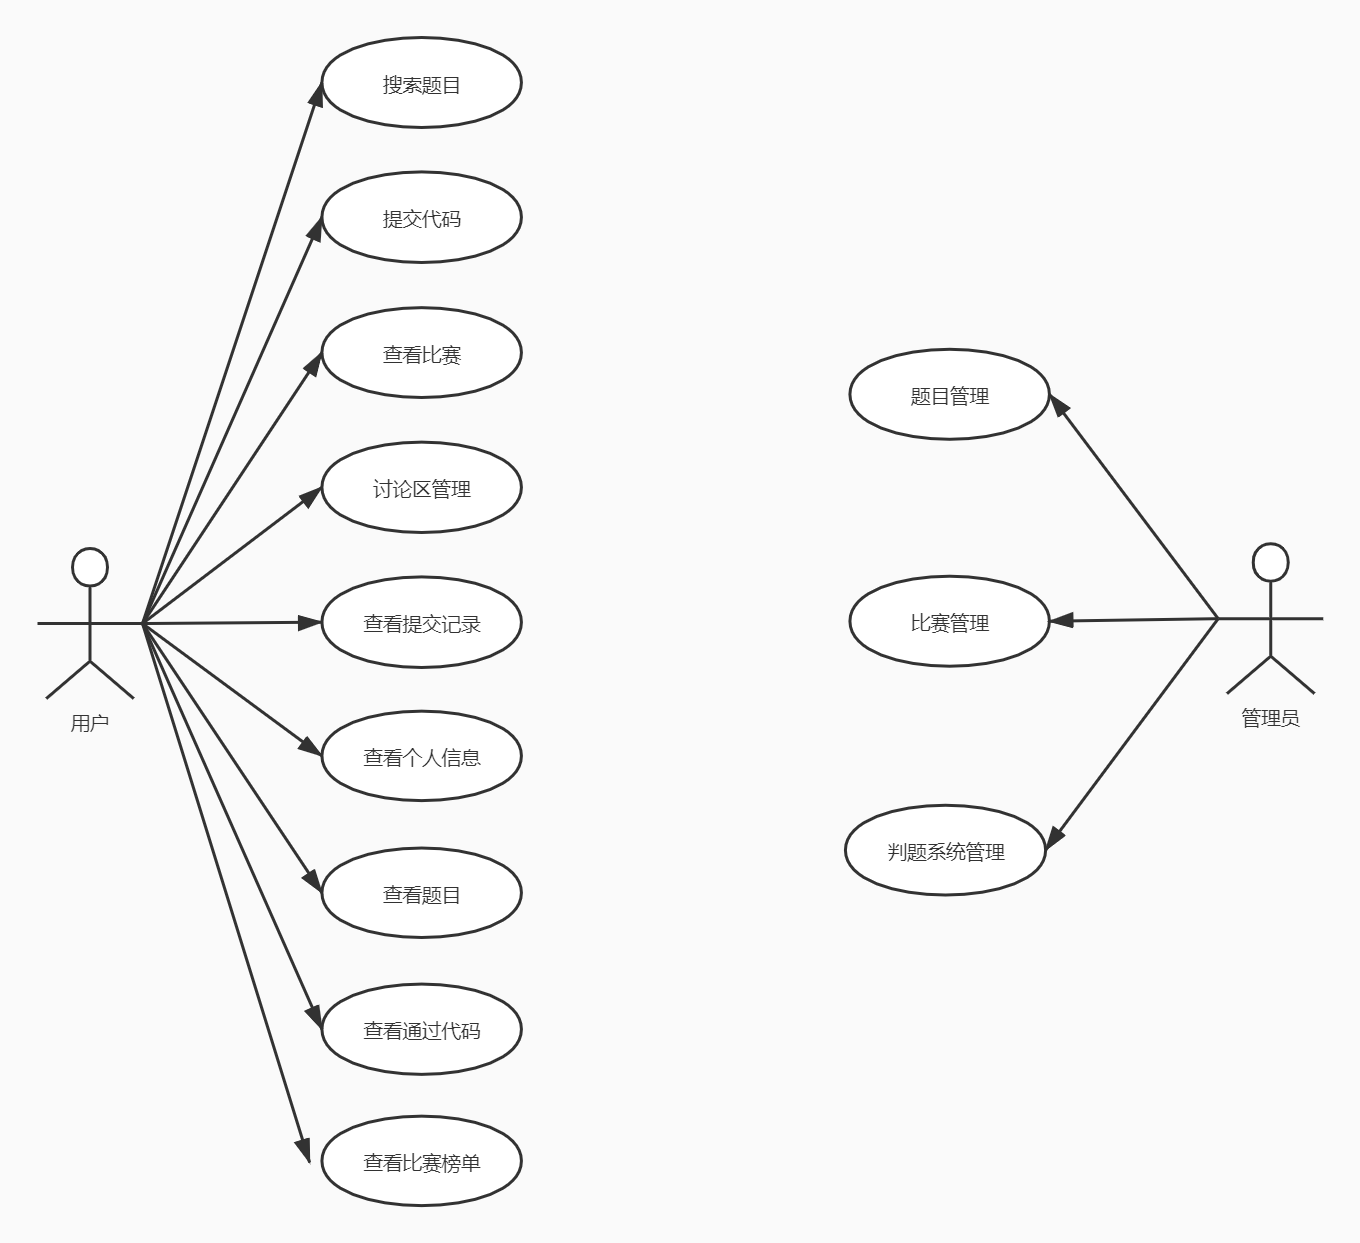 搜索题目
提交代码
查看比赛
讨论区管理
查看提交记录
查看个人信息
查看题目
查看通过代码
查看比赛榜单
用户
题目管理
比赛管理
判题系统管理
管理员